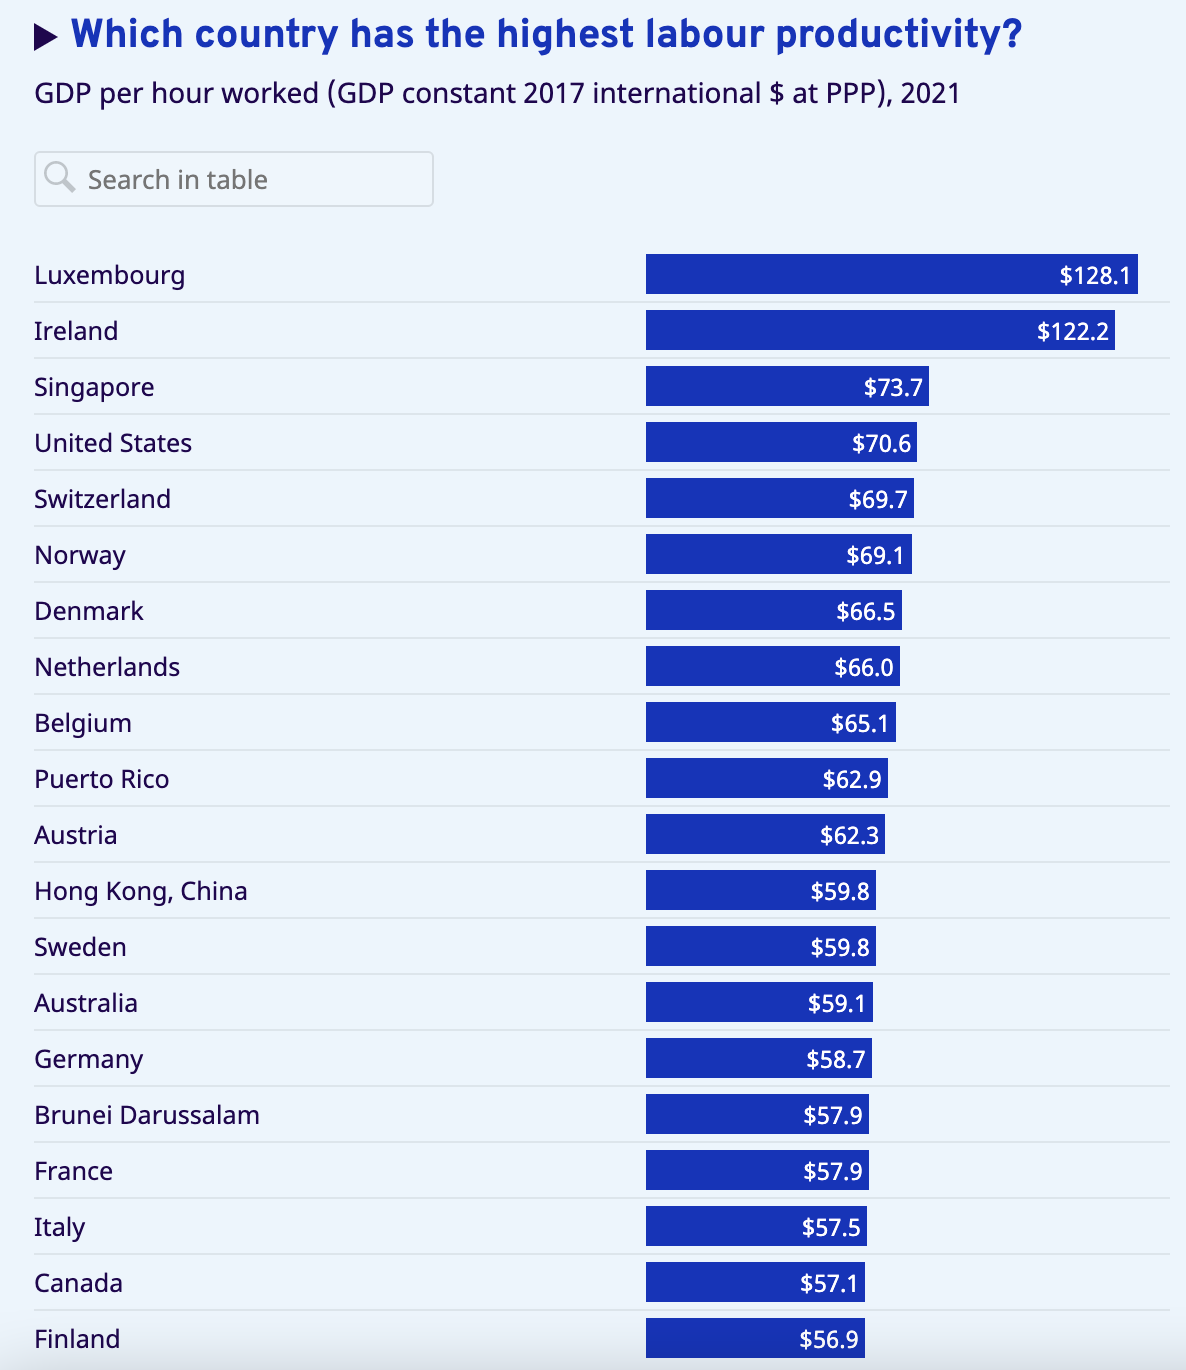 Which country has the highest labour productivity?
GDP per hour worked (GDP constant 2017 international $ at PPP), 2021
Search in table
Luxembourg $128.1
Ireland $122.2
Singapore $73.7
United States $70.6
Switzerland $69.7
Norway $69.1
Denmark $66.5
Netherlands $66.0
Belgium $65.1
Puerto Rico $62.9
Austria $62.3
Hong Kong, China $59.8
Sweden $59.8
Australia $59.1
Germany $58.7
Brunei Darussalam $57.9
France $57.9
Italy $57.5
Canada $57.1
Finland $56.9